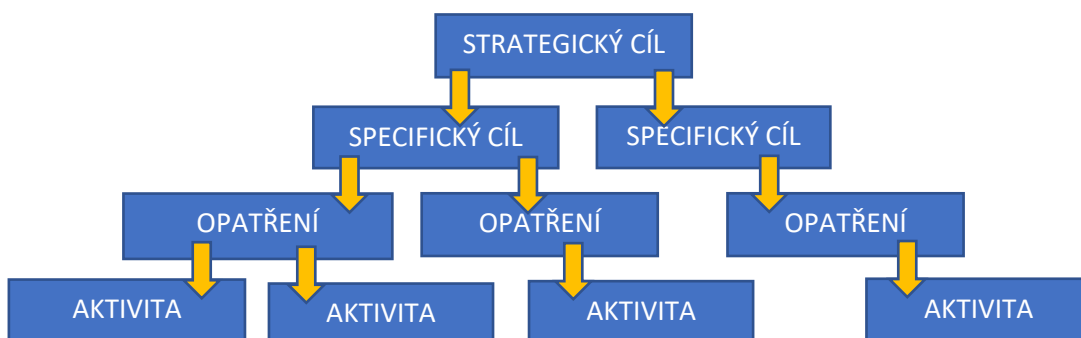 STRATEGICKÝ CÍL
SPECIFICKÝ CÍL
SPECIFICKÝ CÍL
OPATŘENÍ
OPATŘENÍ
OPATŘENÍ
AKTIVITA
AKTIVITA
AKTIVITA
AKTIVITA